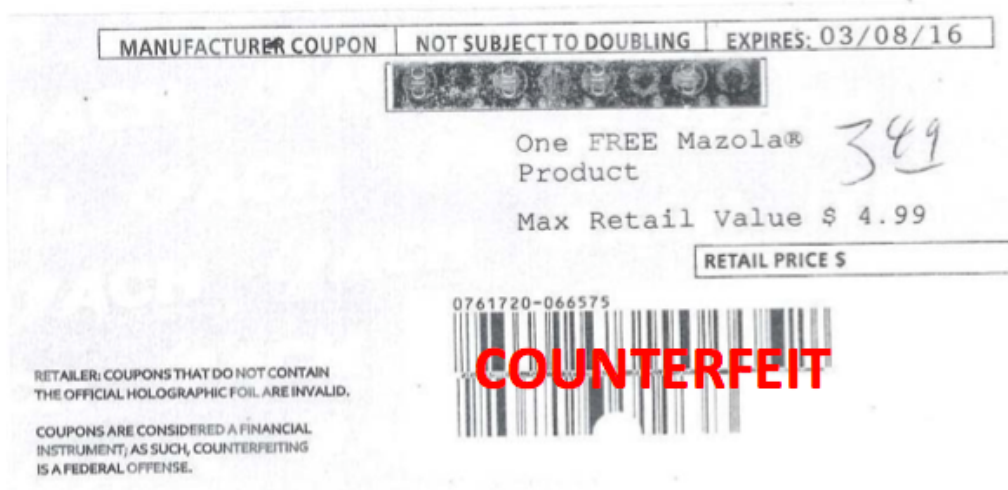 MANUFACTURER COUPON NOT SUBJECT TO DOUBLING EXPIRES: 03/08/16
One FREE Mazola® 349
Product
Max Retail Value $ 4.99
RETAIL PRICE $
0761720-066575
COUNTERFEIT
RETAILER: COUPONS THAT DO NOT CONTAIN
THE OFFICIAL HOLOGRAPHIC FOIL ARE INVALID.
COUPONS ARE CONSIDERED A FINANCIAL
INSTRUMENT; AS SUCH, COUNTERFEITING
IS A FEDERAL OFFENSE.